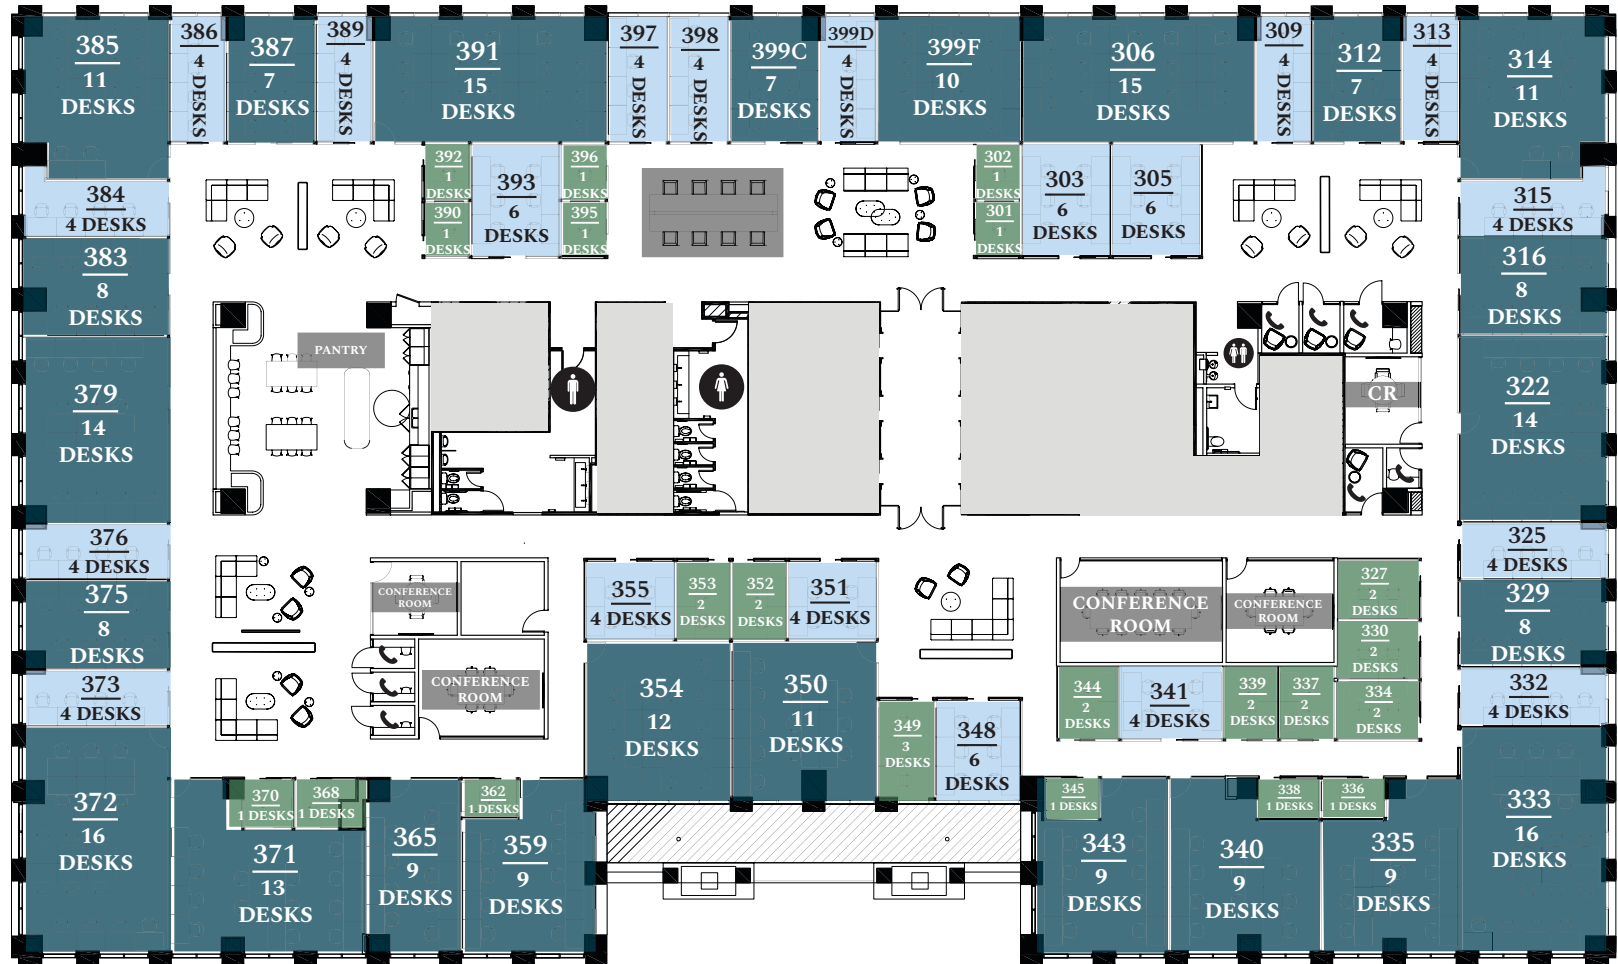 385
11
DESKS
386
4 DESKS
387
7
DESKS
389
4 DESKS
391
15
DESKS
397
4 DESKS
398
4 DESKS
399C
7
DESKS
399D
4 DESKS
399F
10
DESKS
306
15
DESKS
309
4 DESKS
312
7
DESKS
313
4 DESKS
314
11
DESKS
392
1
DESKS
390
1
DESKS
393
6
DESKS
396
1
DESKS
395
1
DESKS
302
1
DESKS
301
1
DESKS
303
6
DESKS
305
6
DESKS
384
4 DESKS
383
8
DESKS
315
4 DESKS
316
8
DESKS
PANTRY
CR
379
14
DESKS
322
14
DESKS
376
4 DESKS
375
8
DESKS
373
4 DESKS
325
4 DESKS
329
8
DESKS
332
4 DESKS
CONFERENCE
ROOM
CONFERENCE
ROOM
355
4 DESKS
353
2
DESKS
352
2
DESKS
351
4 DESKS
354
12
DESKS
350
11
DESKS
349
3
DESKS
348
6
DESKS
CONFERENCE
ROOM
CONFERENCE
ROOM
327
2
DESKS
330
2
DESKS
334
2
DESKS
344
2
DESKS
341
4 DESKS
339
2
DESKS
337
2
DESKS
372
16
DESKS
370
1 DESKS
368
1 DESKS
371
13
DESKS
365
9
DESKS
362
1 DESKS
359
9
DESKS
345
1 DESKS
343
9
DESKS
338
1 DESKS
340
9
DESKS
336
1 DESKS
335
9
DESKS
333
16
DESKS